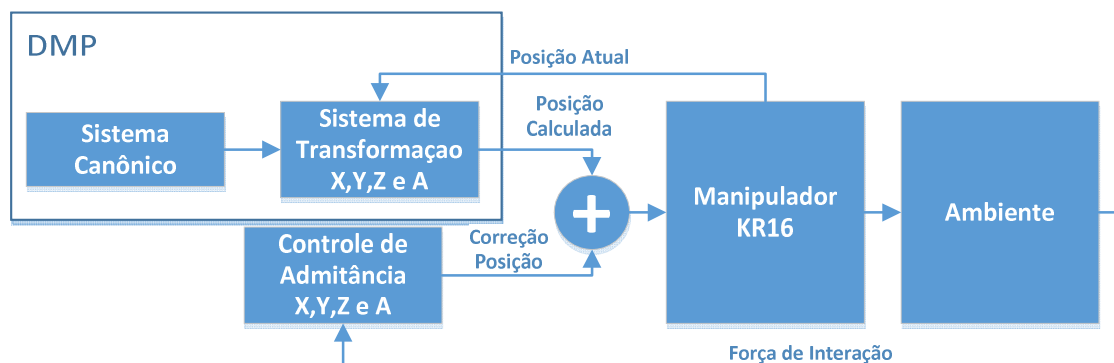 DMP
Posição Atual
Sistema
Canônico
Sistema de
Transformaçao
X,Y,Z e A
Posição
Calculada
+
Manipulador
KR16
Ambiente
Controle de
Admitância
X,Y,Z e A
Correção
Posição
Força de Interação